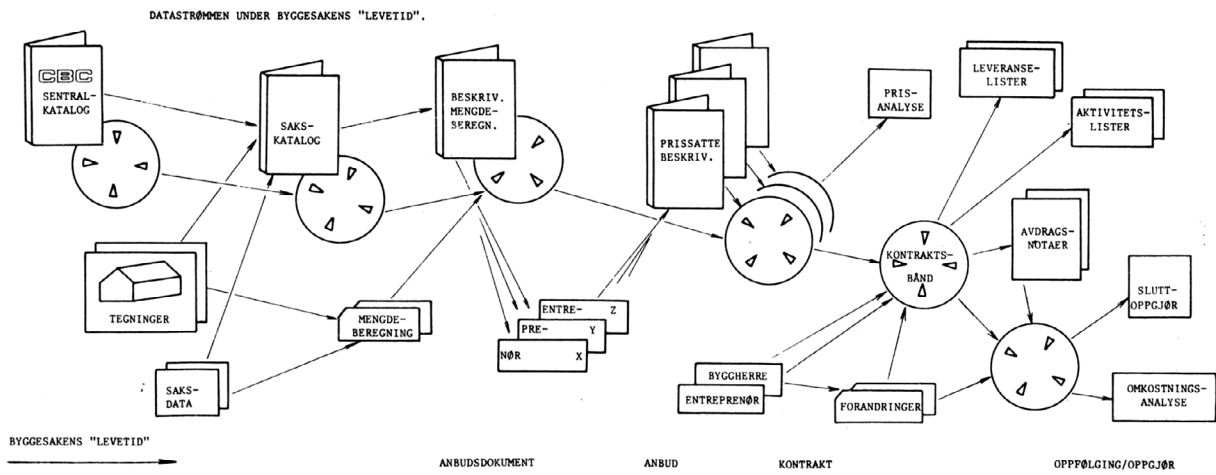 DATASTRØMMEN UNDER BYGGESAKENS "LEVETID".
CBC
SENTRAL-
KATALOG
SAKS-
KATALOG
BESKRIV.
MENGDE-
BEREGN.
PRISSATTE
BESKRIV.
PRIS-
ANALYSE
LEVERANSE-
LISTER
AKTIVITETS-
LISTER
TEGNINGER
MENGDE-
BEREGNING
SAKS-
DATA
ENTRE- Z
PRE- Y
NØR X
KONTRAKTS-
BÅND
AVDRAGS-
NOTAER
SLUTT-
OPPGJØR
BYGGHERRE
ENTREPRENØR
FORANDRINGER
OMKOSTNINGS-
ANALYSE
BYGGESAKENS "LEVETID"
ANBUDSDOKUMENT
ANBUD
KONTRAKT
OPPFØLGING/OPPGJØR